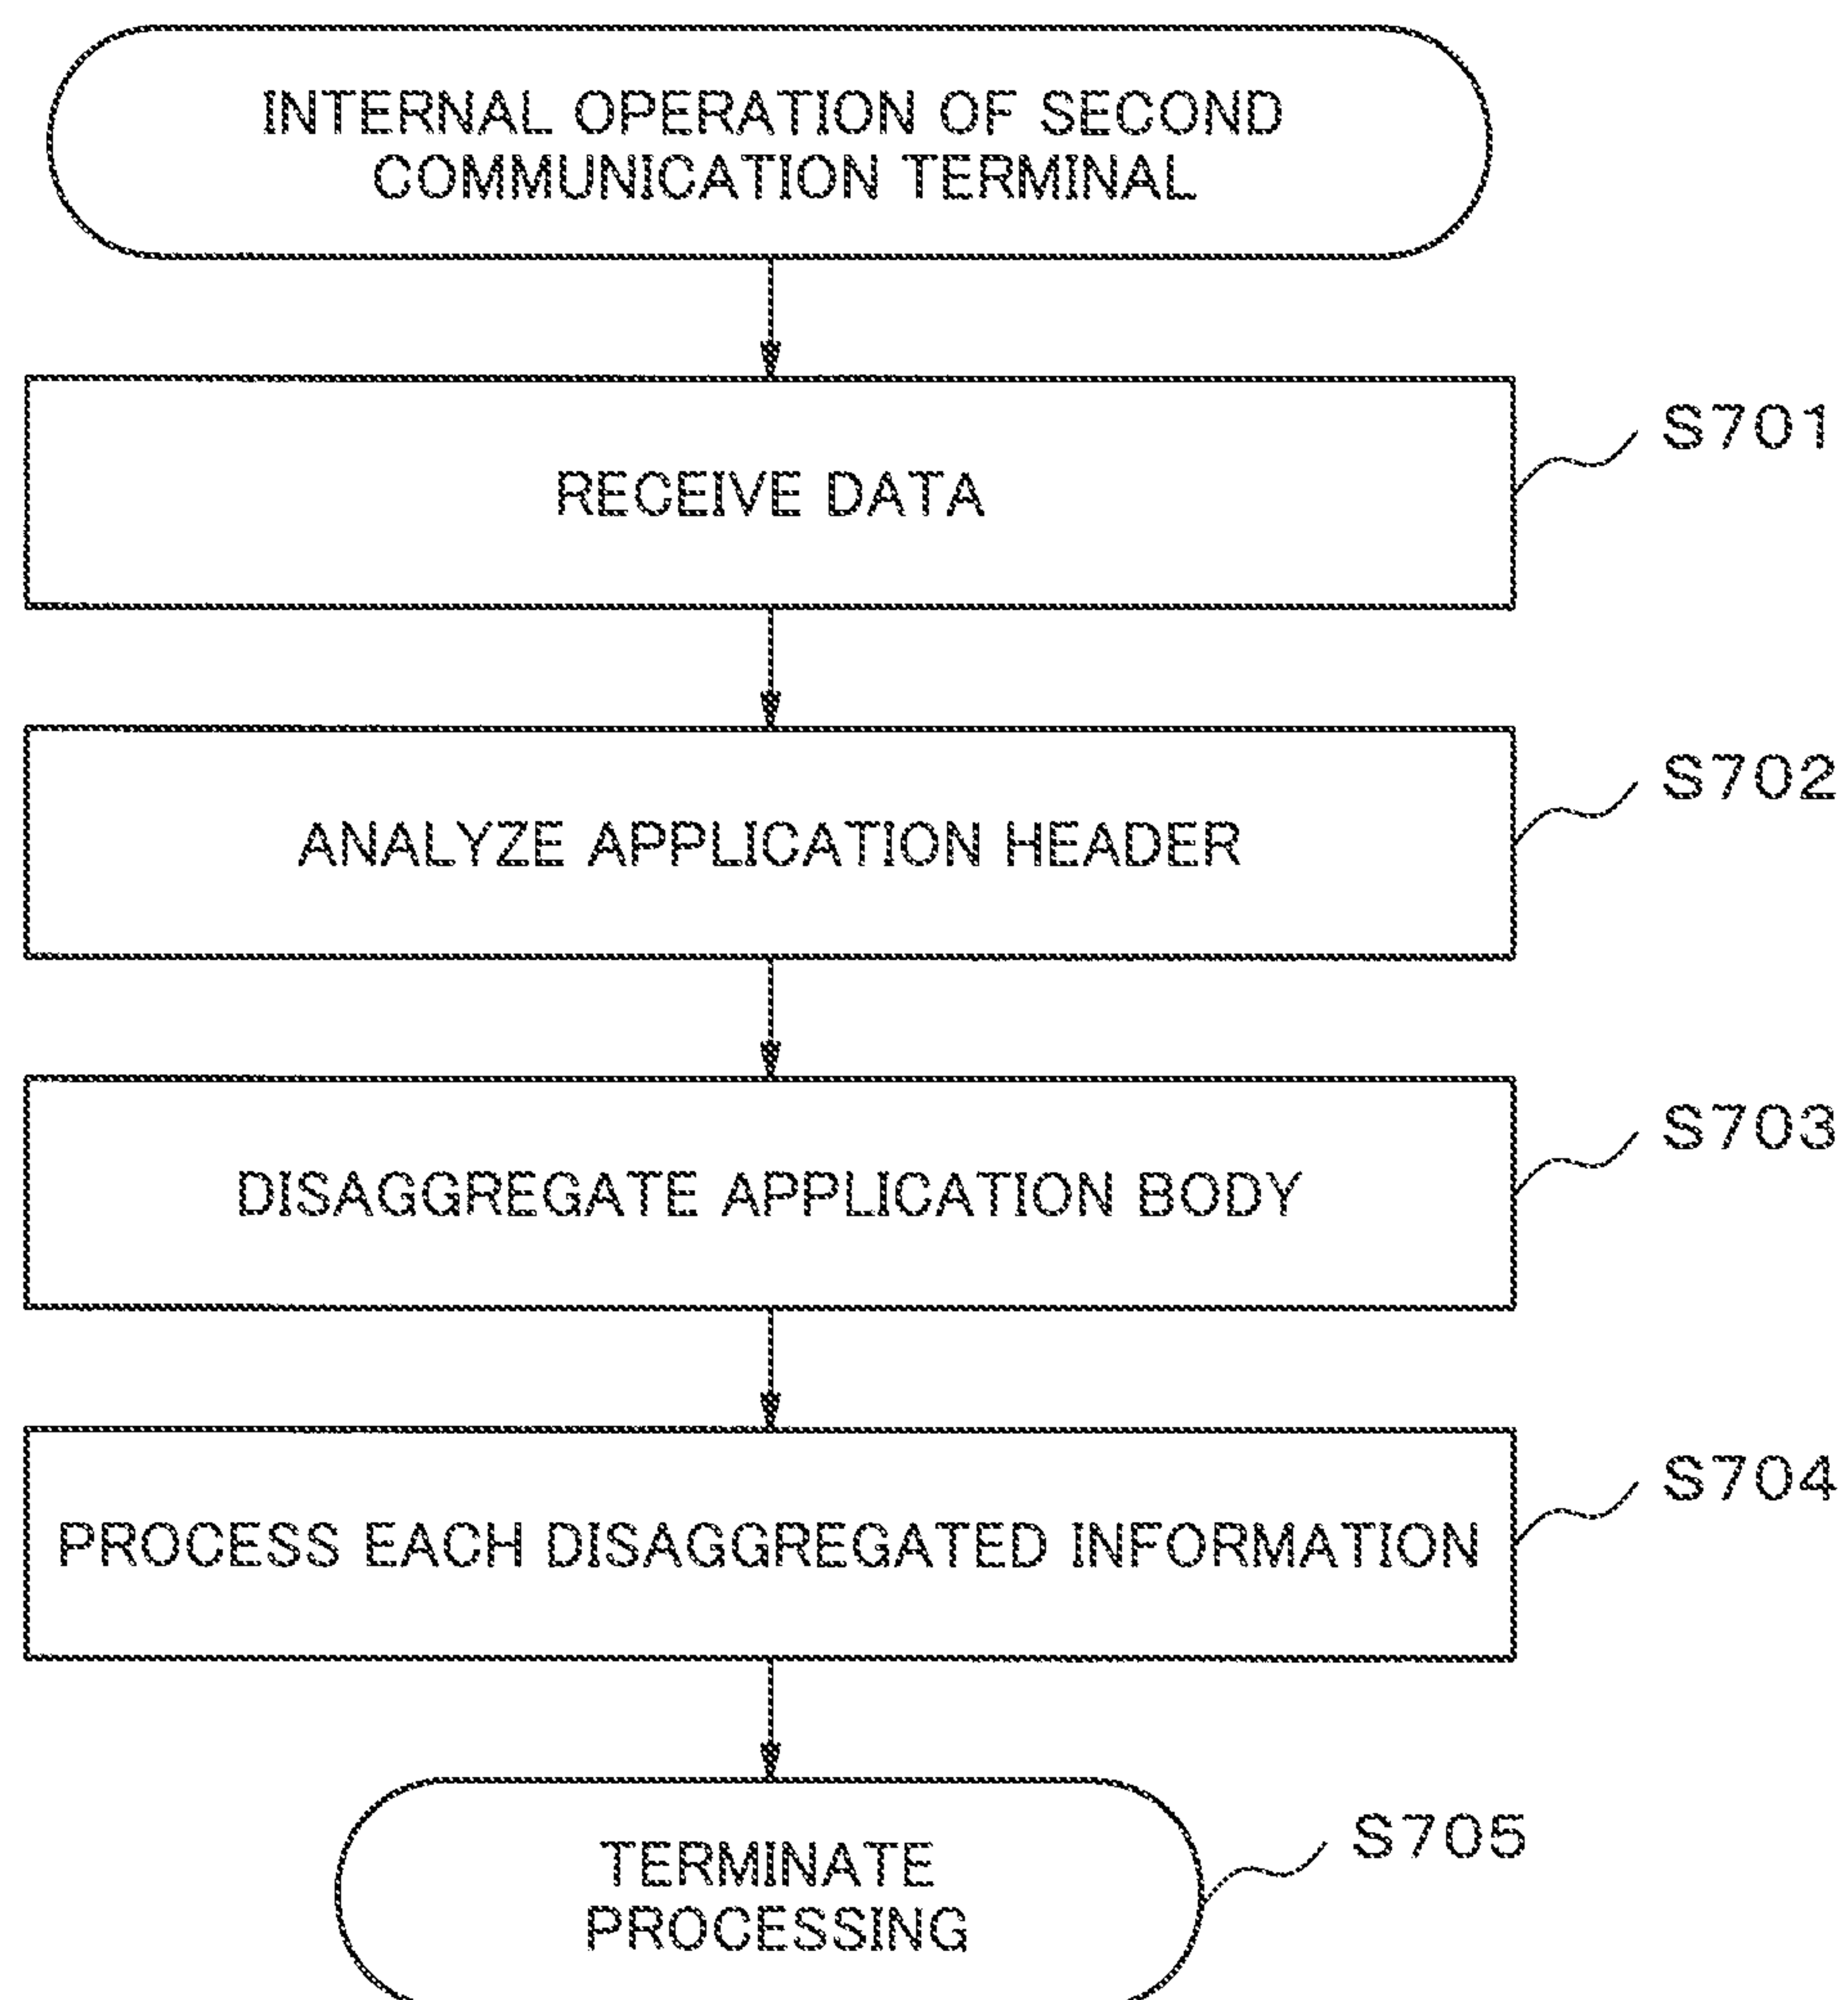 INTERNAL OPERATION OF SECOND
COMMUNICATION TERMINAL
RECEIVE DATA
S701
ANALYZE APPLICATION HEADER
S702
DISAGGREGATE APPLICATION BODY
S703
PROCESS EACH DISAGGREGATED INFORMATION
S704
TERMINATE
PROCESSING
S705